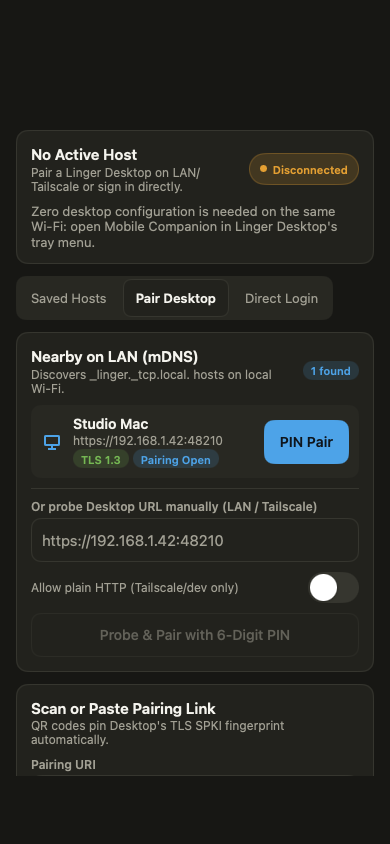 No Active Host
Pair a Linger Desktop on LAN/
Tailscale or sign in directly.
Disconnected
Zero desktop configuration is needed on the same
Wi-Fi: open Mobile Companion in Linger Desktop's
tray menu.
Saved Hosts
Pair Desktop
Direct Login
Nearby on LAN (mDNS)
Discovers _linger._tcp.local. hosts on local
Wi-Fi.
1 found
Studio Mac
https://192.168.1.42:48210
TLS 1.3
Pairing Open
PIN Pair
Or probe Desktop URL manually (LAN / Tailscale)
https://192.168.1.42:48210
Allow plain HTTP (Tailscale/dev only)
Probe & Pair with 6-Digit PIN
Scan or Paste Pairing Link
QR codes pin Desktop's TLS SPKI fingerprint
automatically.
Pairing URI